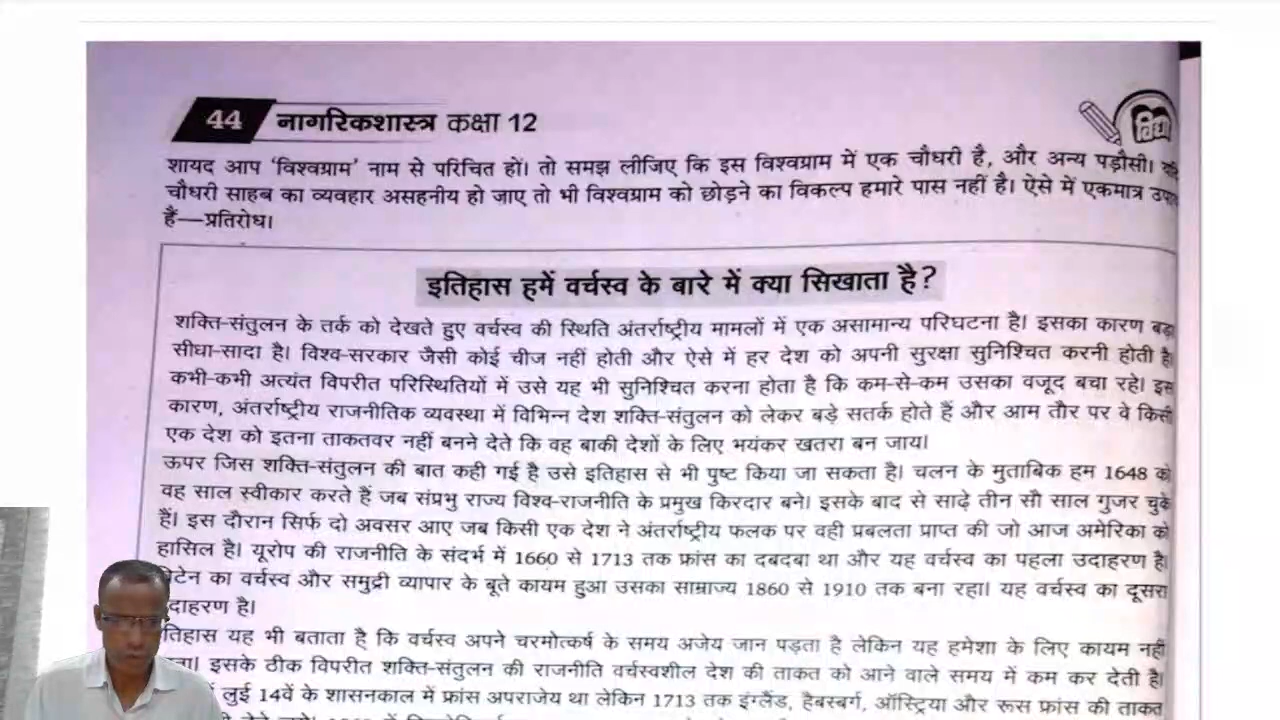 44 नागरिकशास्त्र कक्षा 12
विद्या
शायद आप ‘विश्वग्राम’ नाम से परिचित हों। तो समझ लीजिए कि इस विश्वग्राम में एक चौधरी है, और अन्य पड़ौसी।
चौधरी साहब का व्यवहार असहनीय हो जाए तो भी विश्वग्राम को छोड़ने का विकल्प हमारे पास नहीं है। ऐसे में एकमात्र
हैं—प्रतिरोध।
इतिहास हमें वर्चस्व के बारे में क्या सिखाता है?
शक्ति-संतुलन के तर्क को देखते हुए वर्चस्व की स्थिति अंतर्राष्ट्रीय मामलों में एक असामान्य परिघटना है। इसका कारण बड़ा
सीधा-सादा है। विश्व-सरकार जैसी कोई चीज नहीं होती और ऐसे में हर देश को अपनी सुरक्षा सुनिश्चित करनी होती है।
कभी-कभी अत्यंत विपरीत परिस्थितियों में उसे यह भी सुनिश्चित करना होता है कि कम-से-कम उसका वजूद बचा रहे। इस
कारण, अंतर्राष्ट्रीय राजनीतिक व्यवस्था में विभिन्न देश शक्ति-संतुलन को लेकर बड़े सतर्क होते हैं और आम तौर पर वे किसी
एक देश को इतना ताकतवर नहीं बनने देते कि वह बाकी देशों के लिए भयंकर खतरा बन जाय।
ऊपर जिस शक्ति-संतुलन की बात कही गई है उसे इतिहास से भी पुष्ट किया जा सकता है। चलन के मुताबिक हम 1648 को
वह साल स्वीकार करते हैं जब संप्रभु राज्य विश्व-राजनीति के प्रमुख किरदार बने। इसके बाद से साढ़े तीन सौ साल गुजर चुके
हैं। इस दौरान सिर्फ दो अवसर आए जब किसी एक देश ने अंतर्राष्ट्रीय फलक पर वही प्रबलता प्राप्त की जो आज अमेरिका को
हासिल है। यूरोप की राजनीति के संदर्भ में 1660 से 1713 तक फ्रांस का दबदबा था और यह वर्चस्व का पहला उदाहरण है।
का वर्चस्व और समुद्री व्यापार के बूते कायम हुआ उसका साम्राज्य 1860 से 1910 तक बना रहा। यह वर्चस्व का दूसरा
है।
यह भी बताता है कि वर्चस्व अपने चरमोत्कर्ष के समय अजेय जान पड़ता है लेकिन यह हमेशा के लिए कायम नहीं
इसके ठीक विपरीत शक्ति-संतुलन की राजनीति वर्चस्वशील देश की ताकत को आने वाले समय में कम कर देती है।
लुई 14वें के शासनकाल में फ्रांस अपराजेय था लेकिन 1713 तक इंग्लैंड, हैबस्बर्ग, ऑस्ट्रिया और रूस फ्रांस की ताकत